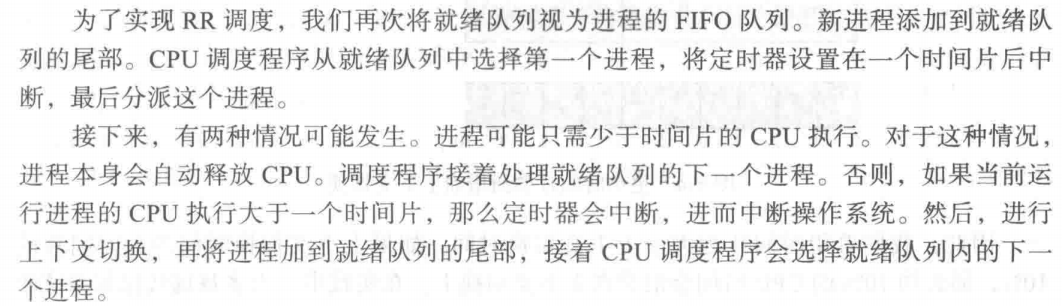 为了实现 RR 调度，我们再次将就绪队列视为进程的 FIFO 队列。新进程添加到就绪队
列的尾部。CPU 调度程序从就绪队列中选择第一个进程，将定时器设置在一个时间片后中
断，最后分派这个进程。
接下来，有两种情况可能发生。进程可能只需少于时间片的 CPU 执行。对于这种情况，
进程本身会自动释放 CPU。调度程序接着处理就绪队列的下一个进程。否则，如果当前运
行进程的 CPU 执行大于一个时间片，那么定时器会中断，进而中断操作系统。然后，进行
上下文切换，再将进程加到就绪队列的尾部，接着 CPU 调度程序会选择就绪队列内的下一
个进程。